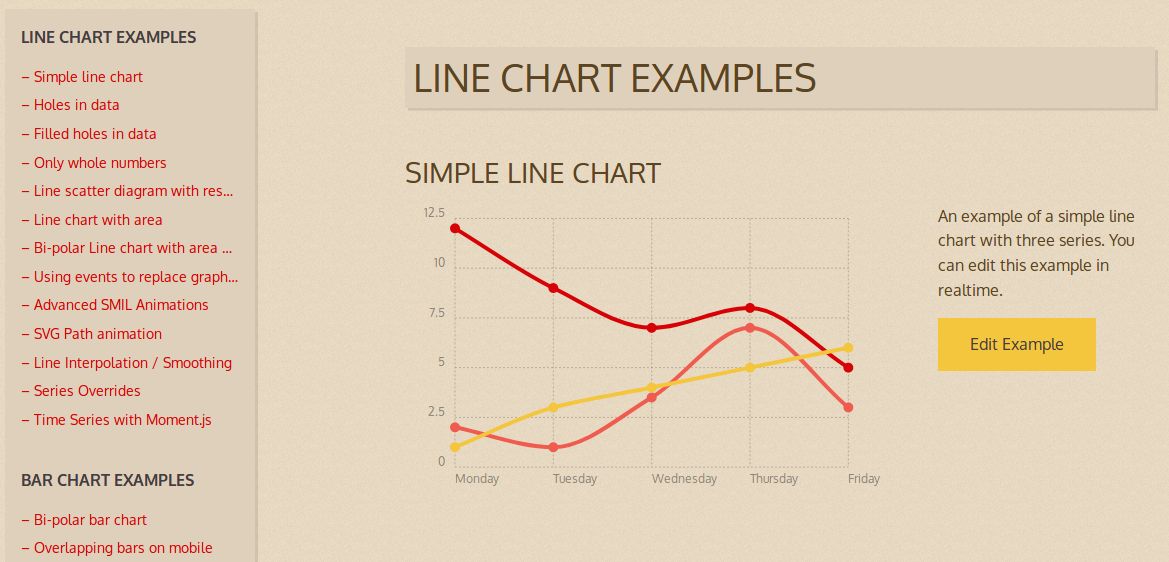 LINE CHART EXAMPLES
– Simple line chart
– Holes in data
– Filled holes in data
– Only whole numbers
– Line scatter diagram with res...
– Line chart with area
– Bi-polar Line chart with area ...
– Using events to replace graph...
– Advanced SMIL Animations
– SVG Path animation
– Line Interpolation / Smoothing
– Series Overrides
– Time Series with Moment.js
BAR CHART EXAMPLES
– Bi-polar bar chart
– Overlapping bars on mobile
LINE CHART EXAMPLES
SIMPLE LINE CHART
12.5
10
7.5
5
2.5
0
Monday Tuesday Wednesday Thursday Friday
An example of a simple line
chart with three series. You
can edit this example in
realtime.
Edit Example